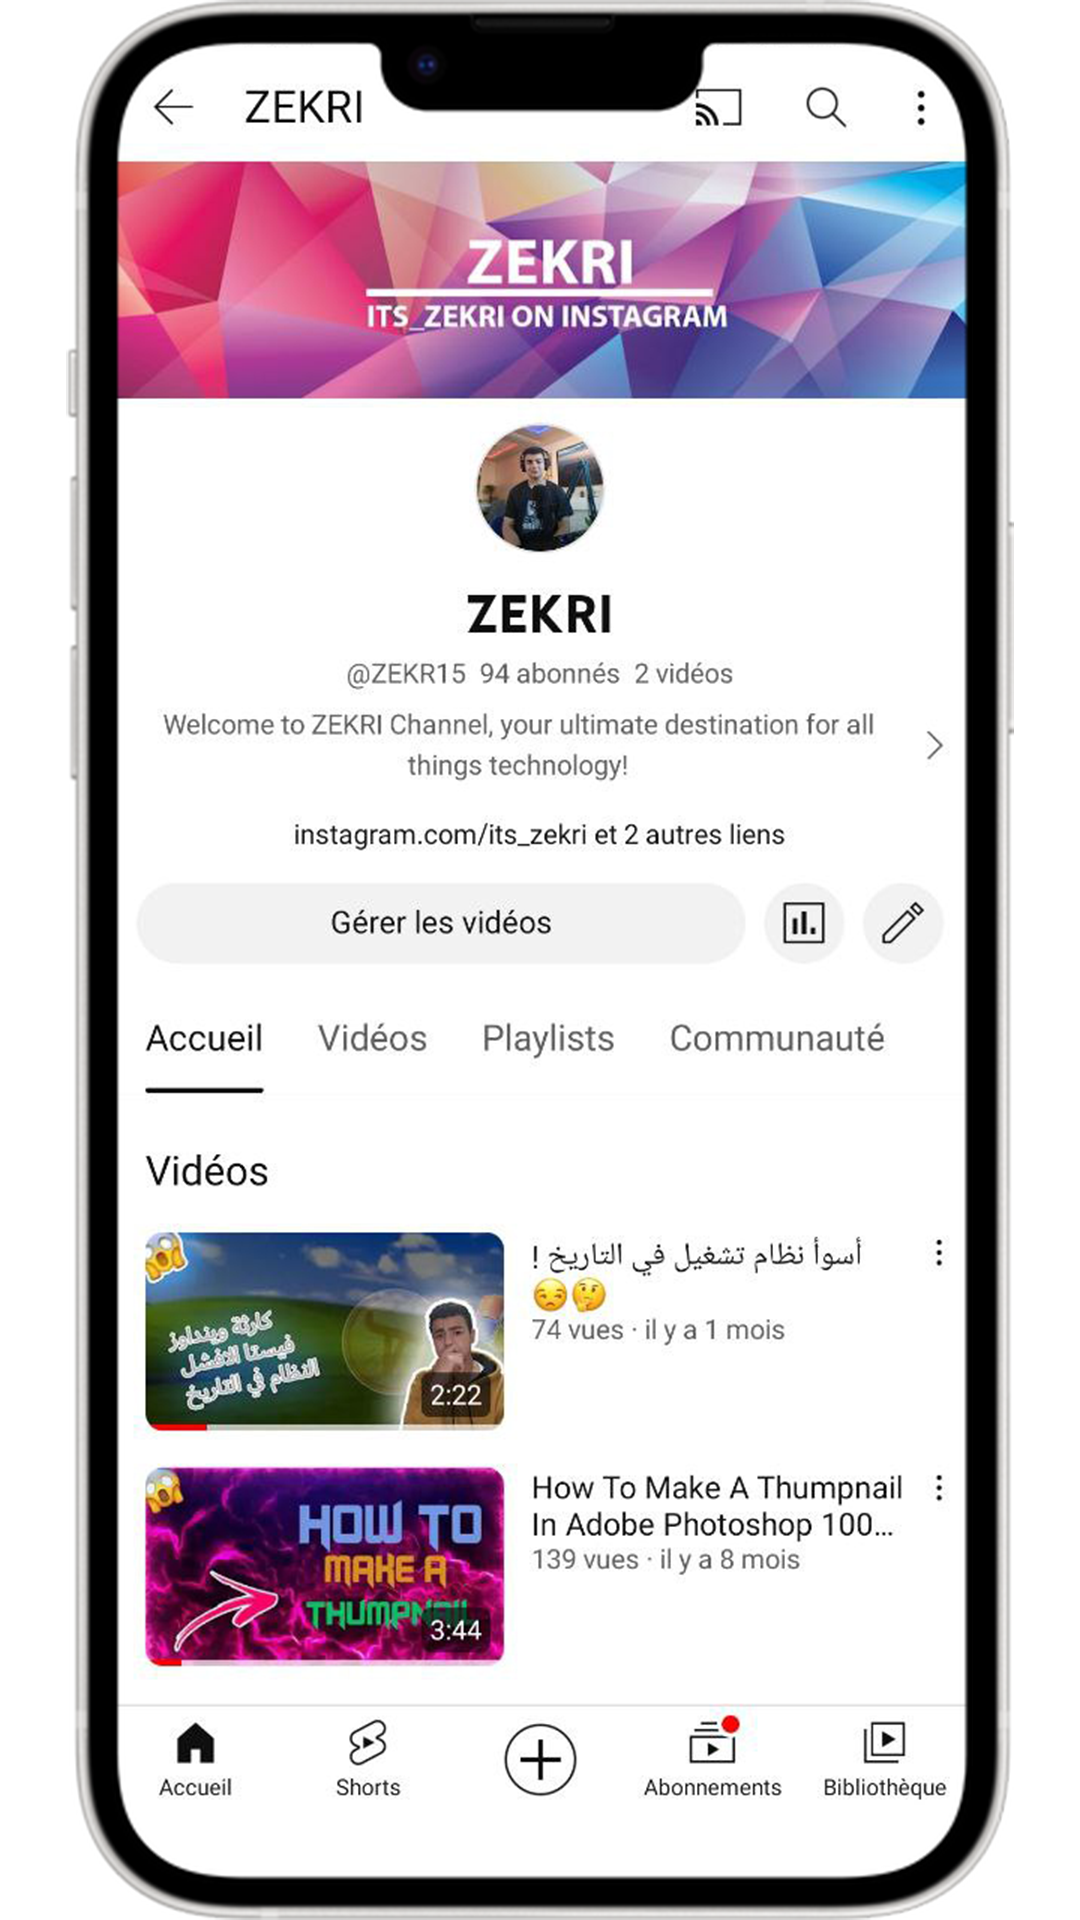 ZEKRI
ZEKRI
ITS_ZEKRI ON INSTAGRAM
ZEKRI
@ZEKR15 94 abonnés 2 vidéos
Welcome to ZEKRI Channel, your ultimate destination for all
things technology!
instagram.com/its_zekri et 2 autres liens
Gérer les vidéos
Accueil Vidéos Playlists Communauté
Vidéos
كارثة ويندوز
فيستا الافشل
النظام في التاريخ
2:22
أسوأ نظام تشغيل في التاريخ !
😒🤔
74 vues · il y a 1 mois
HOW TO
MAKE A
THUMPNAIL
3:44
How To Make A Thumpnail
In Adobe Photoshop 100...
139 vues · il y a 8 mois
Accueil Shorts Abonnements Bibliothèque